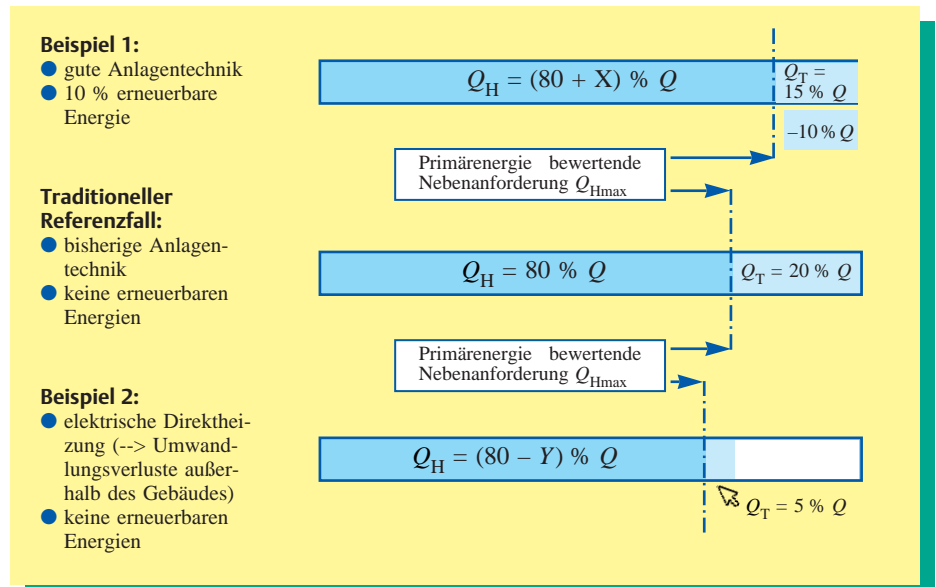 Beispiel 1:
● gute Anlagentechnik
● 10 % erneuerbare
Energie
Q_H = (80 + X) % Q
Q_T =
15 % Q
–10 % Q
Primärenergie bewertende
Nebenanforderung Q_Hmax
Traditioneller
Referenzfall:
● bisherige Anlagen-
technik
● keine erneuerbaren
Energien
Q_H = 80 % Q
Q_T = 20 % Q
Primärenergie bewertende
Nebenanforderung Q_Hmax
Beispiel 2:
● elektrische Direkthei-
zung (--> Umwand-
lungsverluste außer-
halb des Gebäudes)
● keine erneuerbaren
Energien
Q_H = (80 – Y) % Q
Q_T = 5 % Q